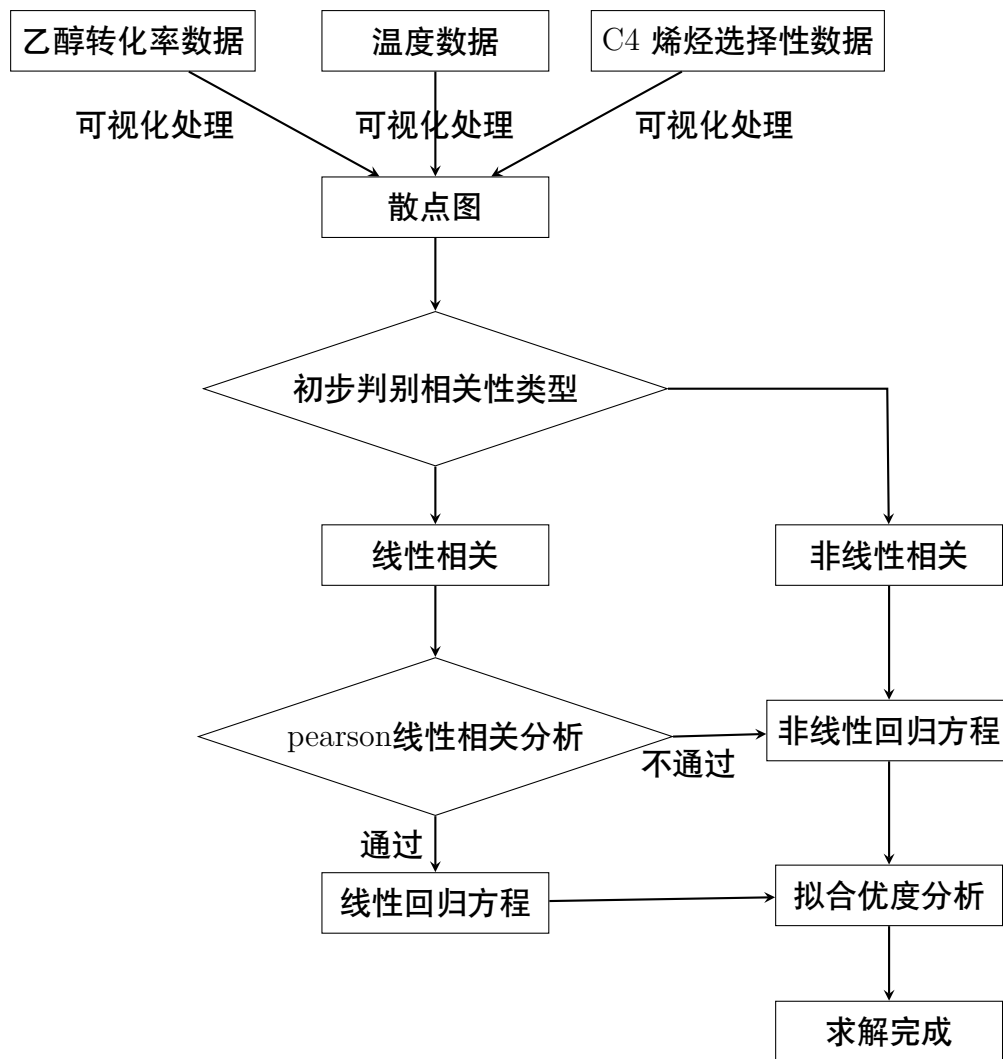 乙醇转化率数据
温度数据
C4 烯烃选择性数据
可视化处理
可视化处理
可视化处理
散点图
初步判别相关性类型
线性相关
非线性相关
pearson线性相关分析
不通过
非线性回归方程
通过
线性回归方程
拟合优度分析
求解完成